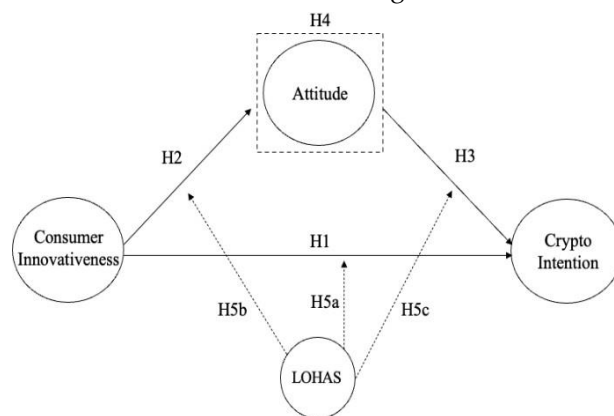 H4
Attitude
H2
H3
Consumer
Innovativeness
H1
Crypto
Intention
H5b
H5a
H5c
LOHAS